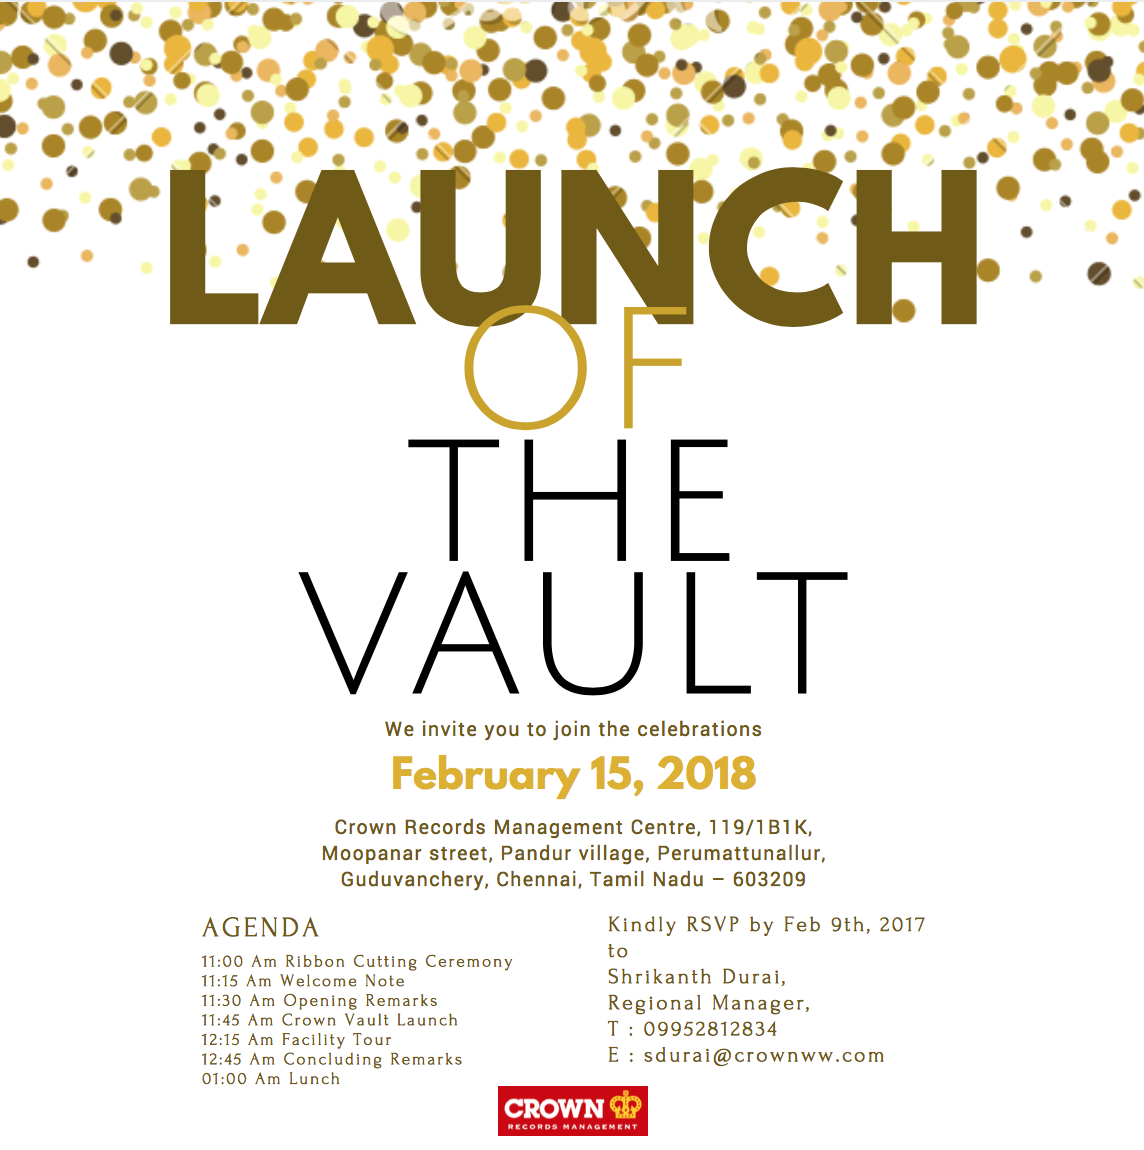 LAUNCH
OF
THE
VAULT
We invite you to join the celebrations
February 15, 2018
Crown Records Management Centre, 119/1B1K,
Moopanar street, Pandur village, Perumattunallur,
Guduvanchery, Chennai, Tamil Nadu – 603209
AGENDA
11:00 Am Ribbon Cutting Ceremony
11:15 Am Welcome Note
11:30 Am Opening Remarks
11:45 Am Crown Vault Launch
12:15 Am Facility Tour
12:45 Am Concluding Remarks
01:00 Am Lunch
Kindly RSVP by Feb 9th, 2017
to
Shrikanth Durai,
Regional Manager,
T : 09952812834
E : sdurai@crownww.com
CROWN
RECORDS MANAGEMENT